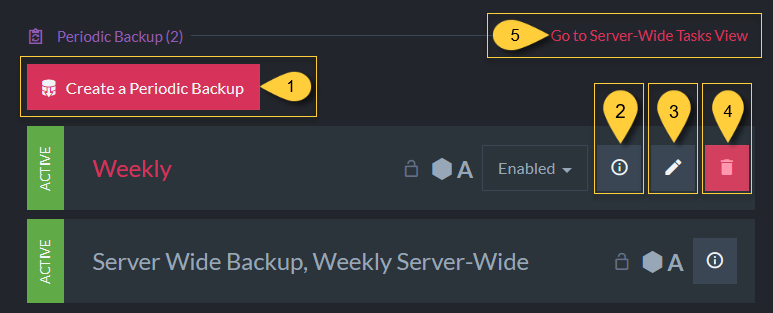 Periodic Backup (2)
5
Go to Server-Wide Tasks View
Create a Periodic Backup
1
2
3
4
ACTIVE
Weekly
A
Enabled
ACTIVE
Server Wide Backup, Weekly Server-Wide
A